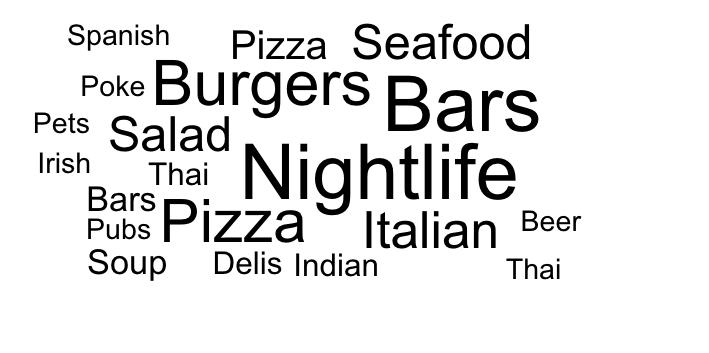 Spanish
Pizza
Seafood
Poke
Burgers
Bars
Pets
Salad
Irish
Thai
Nightlife
Bars
Pubs
Pizza
Italian
Beer
Soup
Delis
Indian
Thai